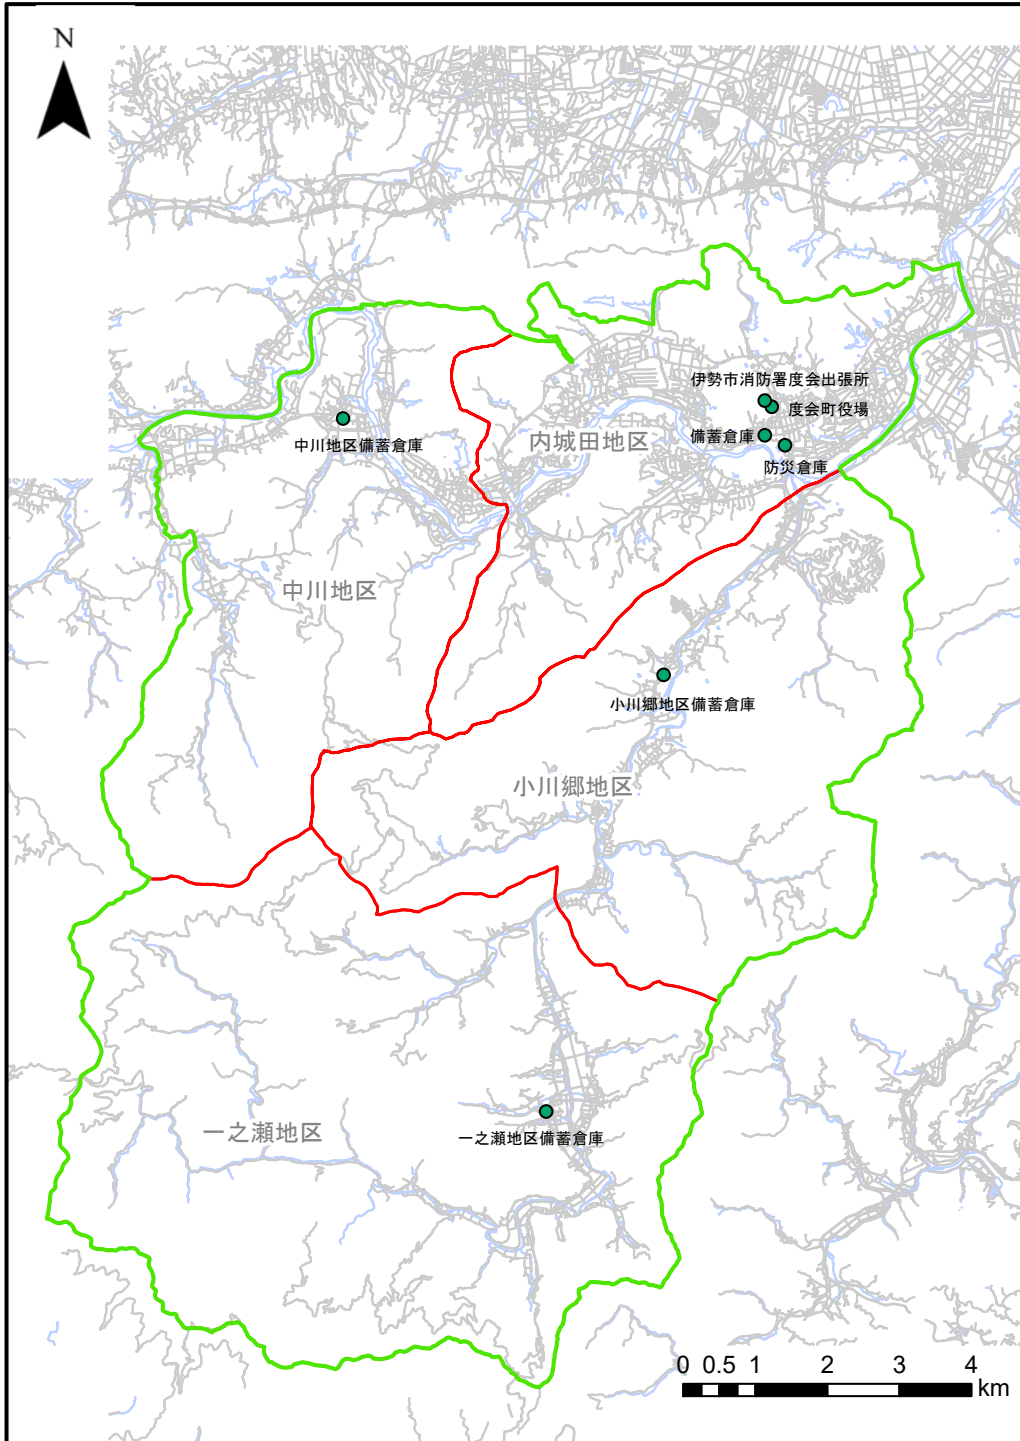 N
伊勢市消防署度会出張所
度会町役場
中川地区備蓄倉庫
内城田地区
備蓄倉庫
防災倉庫
中川地区
小川郷地区備蓄倉庫
小川郷地区
一之瀬地区
一之瀬地区備蓄倉庫
0 0.5 1 2 3 4
km